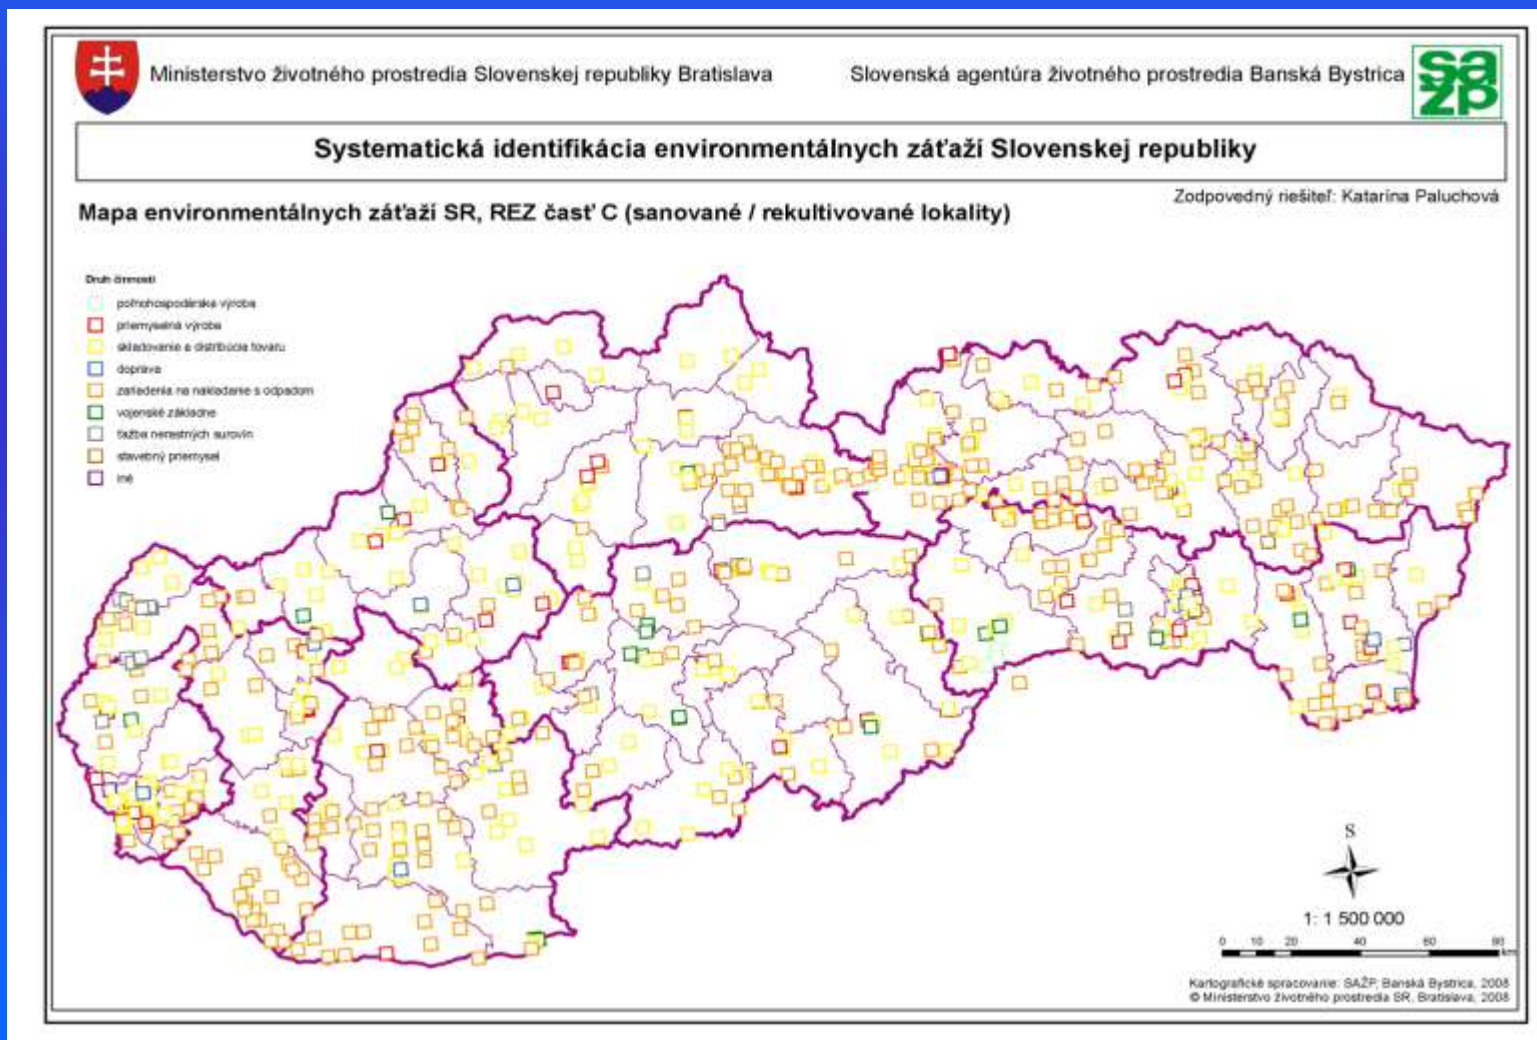 Ministerstvo životného prostredia Slovenskej republiky Bratislava
Slovenská agentúra životného prostredia Banská Bystrica
sažp
Systematická identifikácia environmentálnych záťaží Slovenskej republiky
Zodpovedný riešiteľ: Katarína Paluchová
Mapa environmentálnych záťaží SR, REZ časť C (sanované / rekultivované lokality)
Druh činnosti
poľnohospodárska výroba
priemyselná výroba
skladovanie a distribúcia tovaru
doprava
zariadenia na nakladanie s odpadom
vojenské základne
ťažba nerastných surovín
stavebný priemysel
iné
S
1: 1 500 000
0 10 20 40 60 80
km
Kartografické spracovanie: SAŽP, Banská Bystrica, 2008
© Ministerstvo životného prostredia SR, Bratislava, 2008